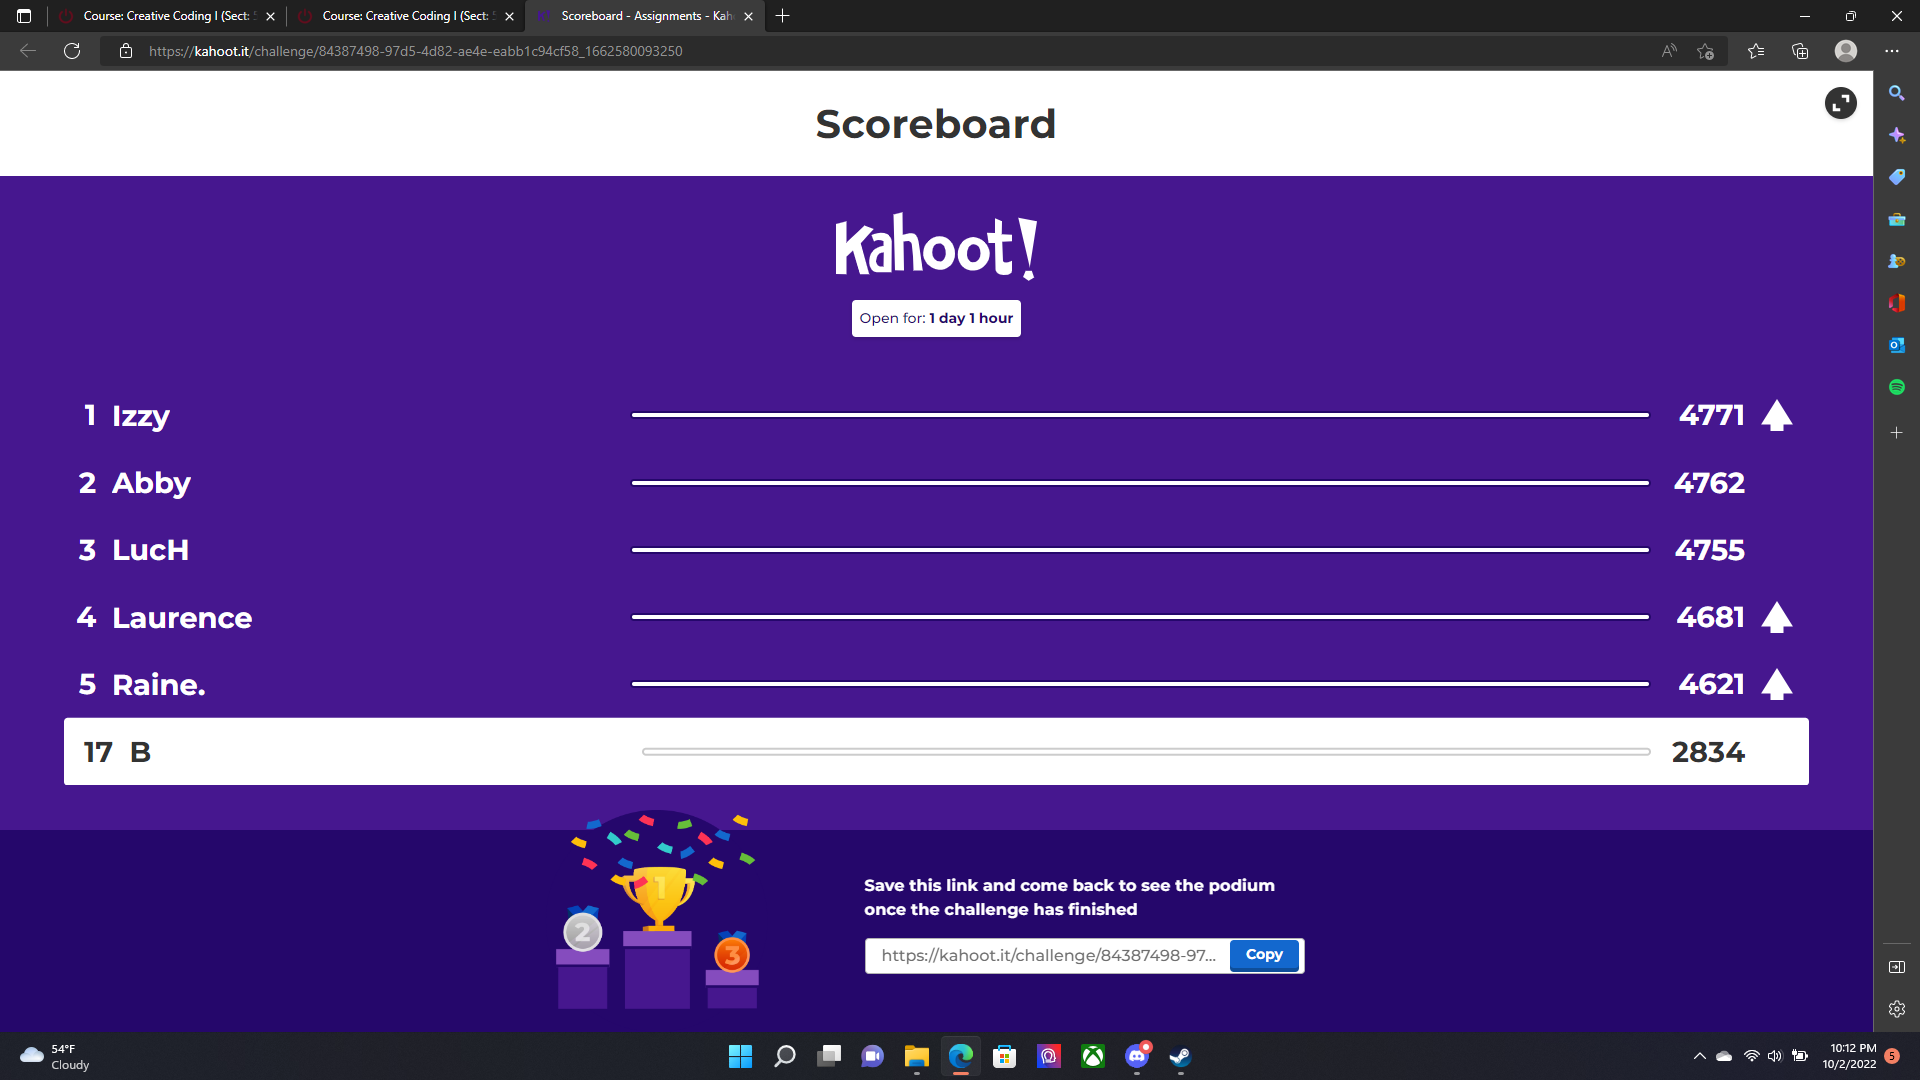 Course: Creative Coding I (Sect:
Course: Creative Coding I (Sect:
Scoreboard - Assignments - Kah
https://kahoot.it/challenge/84387498-97d5-4d82-ae4e-eabb1c94cf58_1662580093250
Scoreboard
Kahoot!
Open for: 1 day 1 hour
1 Izzy 4771
2 Abby 4762
3 LucH 4755
4 Laurence 4681
5 Raine. 4621
17 B 2834
1
2
3
Save this link and come back to see the podium
once the challenge has finished
https://kahoot.it/challenge/84387498-97... Copy
54°F
Cloudy
10:12 PM
10/2/2022
5